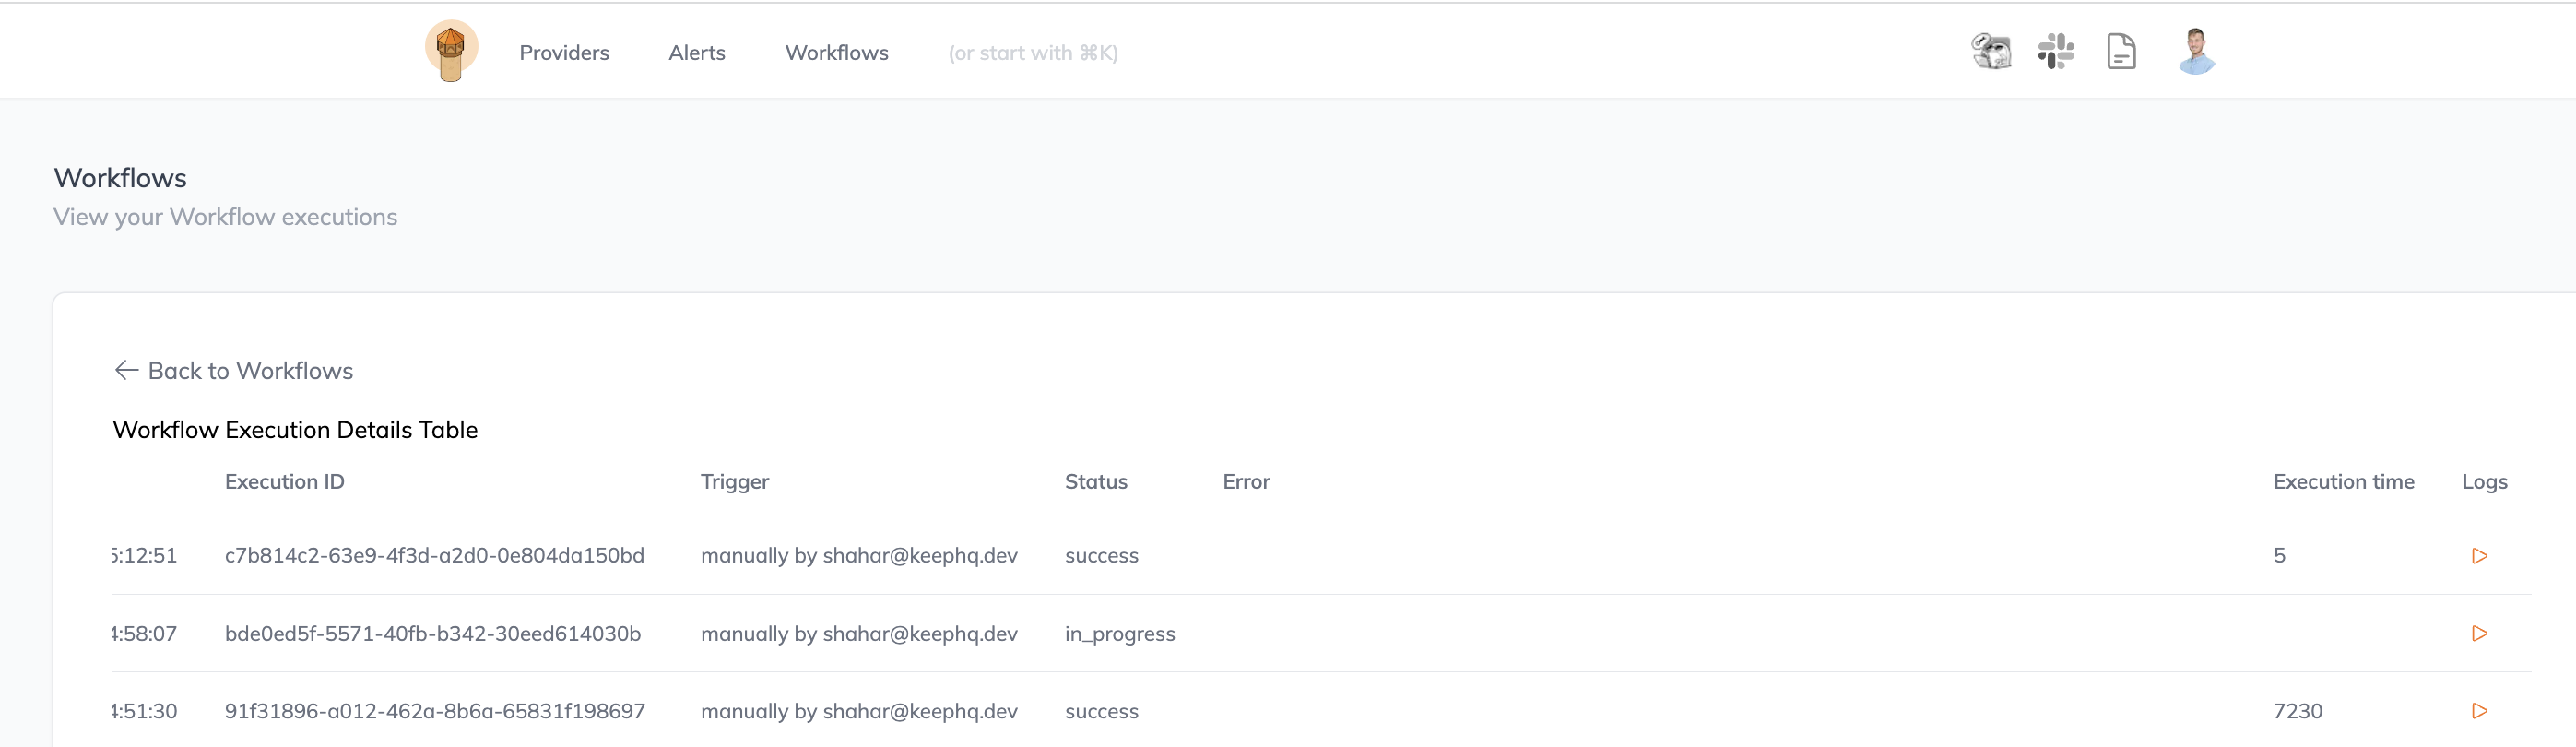 Providers Alerts Workflows (or start with ⌘K)
Workflows
View your Workflow executions
Back to Workflows
Workflow Execution Details Table
Execution ID Trigger Status Error Execution time Logs
5:12:51 c7b814c2-63e9-4f3d-a2d0-0e804da150bd manually by shahar@keephq.dev success 5
4:58:07 bde0ed5f-5571-40fb-b342-30eed614030b manually by shahar@keephq.dev in_progress
4:51:30 91f31896-a012-462a-8b6a-65831f198697 manually by shahar@keephq.dev success 7230